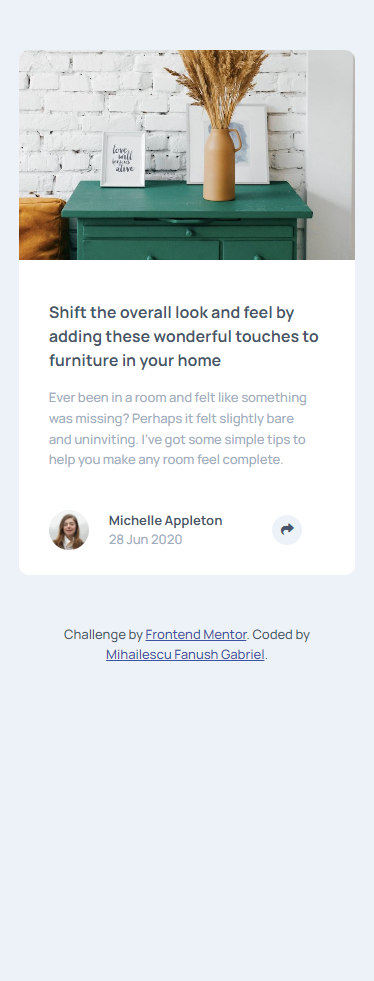 love
will
keep us
alive
Shift the overall look and feel by
adding these wonderful touches to
furniture in your home
Ever been in a room and felt like something
was missing? Perhaps it felt slightly bare
and uninviting. I've got some simple tips to
help you make any room feel complete.
Michelle Appleton
28 Jun 2020
Challenge by Frontend Mentor. Coded by
Mihailescu Fanush Gabriel.